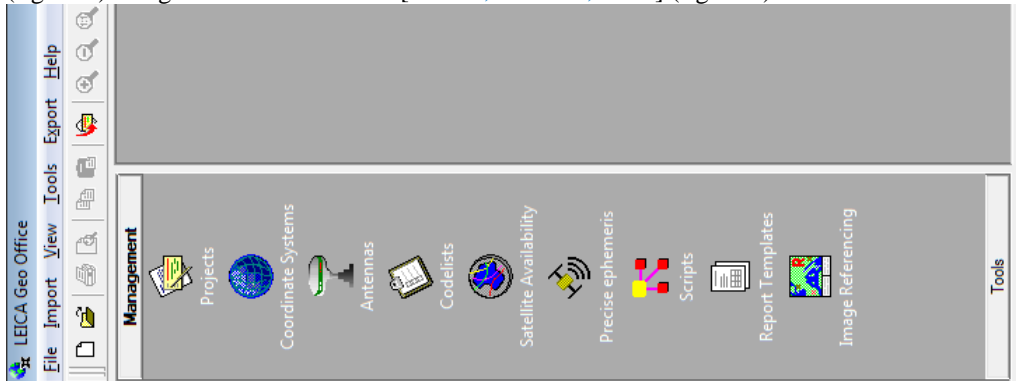 LEICA Geo Office
File Import View Tools Export Help
Management
Projects
Coordinate Systems
Antennas
Codelists
Satellite Availability
Precise ephemeris
Scripts
Report Templates
Image Referencing
Tools